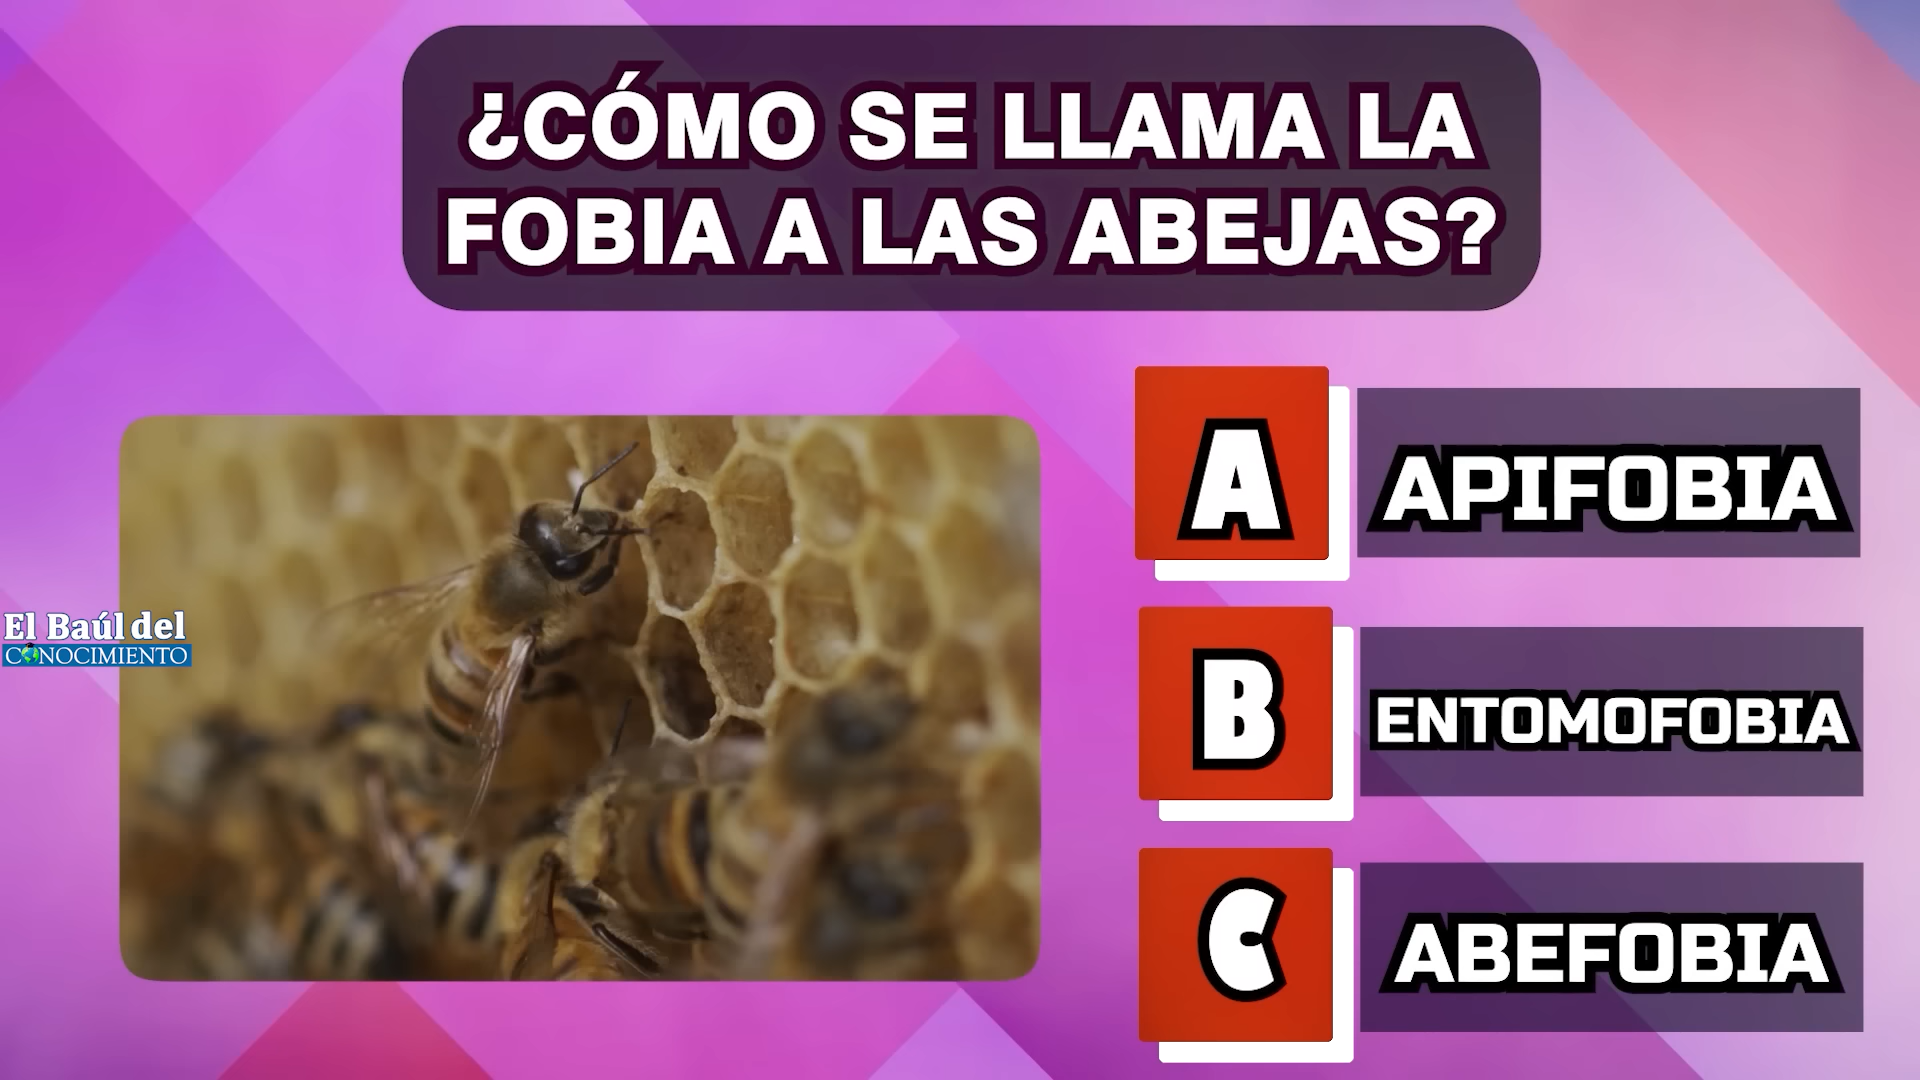 ¿CÓMO SE LLAMA LA
FOBIA A LAS ABEJAS?
A
APIFOBIA
El Baúl del
CONOCIMIENTO
B
ENTOMOFOBIA
C
ABEFOBIA